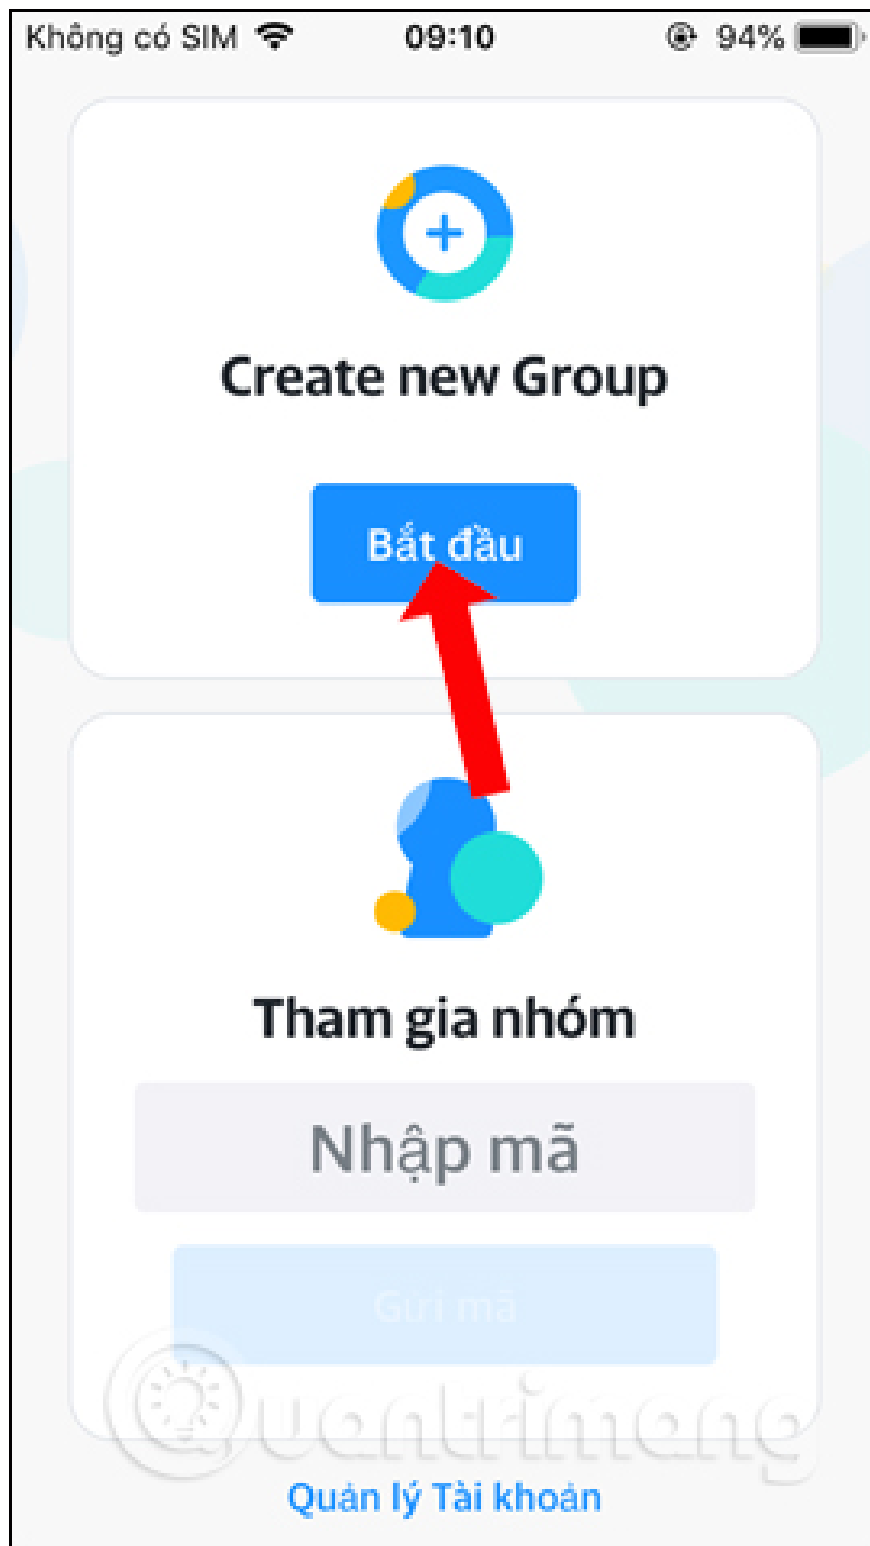 Không có SIM 09:10 94%
Create new Group
Bắt đầu
Tham gia nhóm
Nhập mã
Gửi mã
Quantrimang
Quản lý Tài khoản